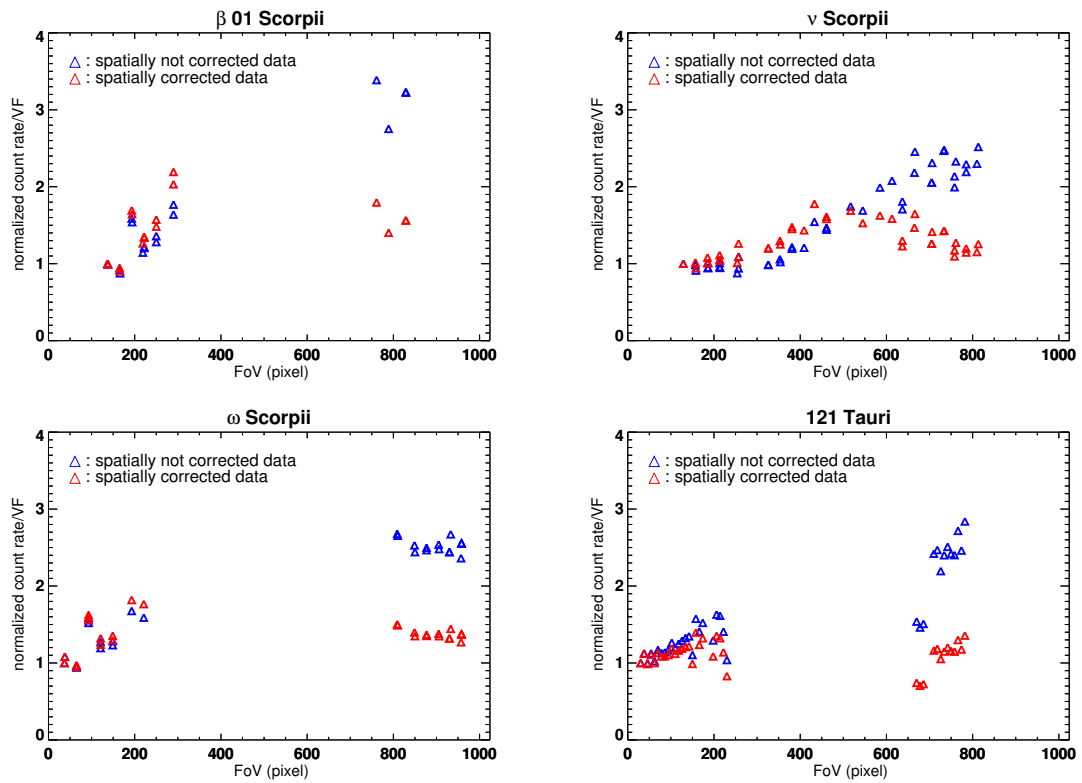 β 01 Scorpii
4
△ : spatially not corrected data
△ : spatially corrected data
3
2
1
0
normalized count rate/VF
0 200 400 600 800 1000
FoV (pixel)
ν Scorpii
4
△ : spatially not corrected data
△ : spatially corrected data
3
2
1
0
normalized count rate/VF
0 200 400 600 800 1000
FoV (pixel)
ω Scorpii
4
△ : spatially not corrected data
△ : spatially corrected data
3
2
1
0
normalized count rate/VF
0 200 400 600 800 1000
FoV (pixel)
121 Tauri
4
△ : spatially not corrected data
△ : spatially corrected data
3
2
1
0
normalized count rate/VF
0 200 400 600 800 1000
FoV (pixel)